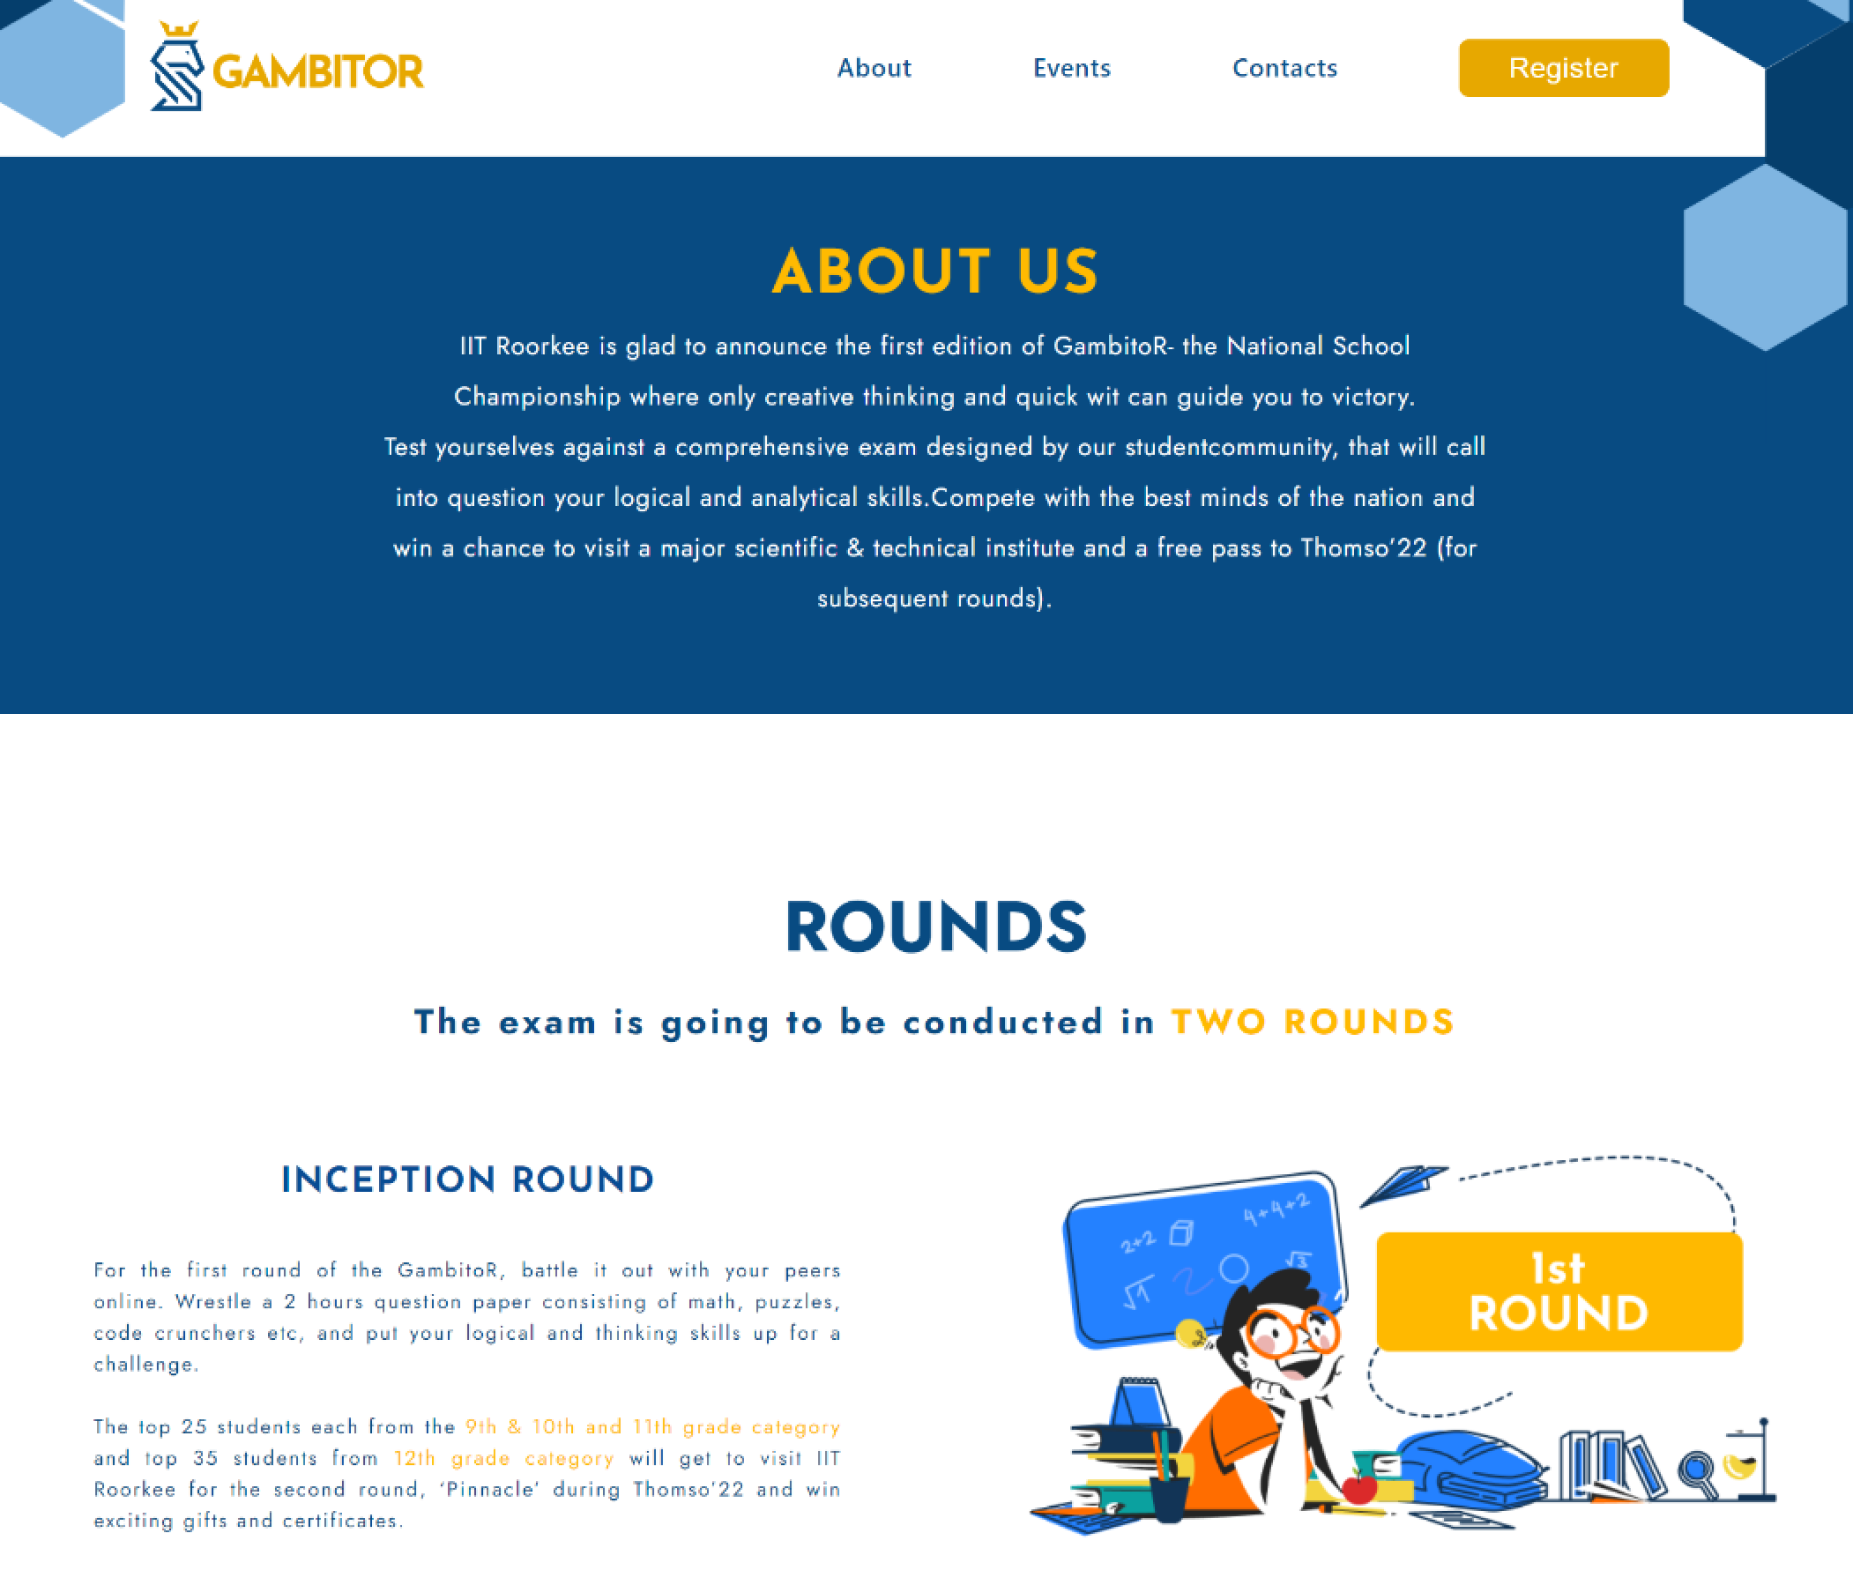 GAMBITOR
About Events Contacts Register
ABOUT US
IIT Roorkee is glad to announce the first edition of GambitoR- the National School
Championship where only creative thinking and quick wit can guide you to victory.
Test yourselves against a comprehensive exam designed by our studentcommunity, that will call
into question your logical and analytical skills.Compete with the best minds of the nation and
win a chance to visit a major scientific & technical institute and a free pass to Thomso'22 (for
subsequent rounds).
ROUNDS
The exam is going to be conducted in TWO ROUNDS
INCEPTION ROUND
For the first round of the GambitoR, battle it out with your peers
online. Wrestle a 2 hours question paper consisting of math, puzzles,
code crunchers etc, and put your logical and thinking skills up for a
challenge.
The top 25 students each from the 9th & 10th and 11th grade category
and top 35 students from 12th grade category will get to visit IIT
Roorkee for the second round, ‘Pinnacle’ during Thomso'22 and win
exciting gifts and certificates.
4+4+2
2+2
√3
√1
1st
ROUND